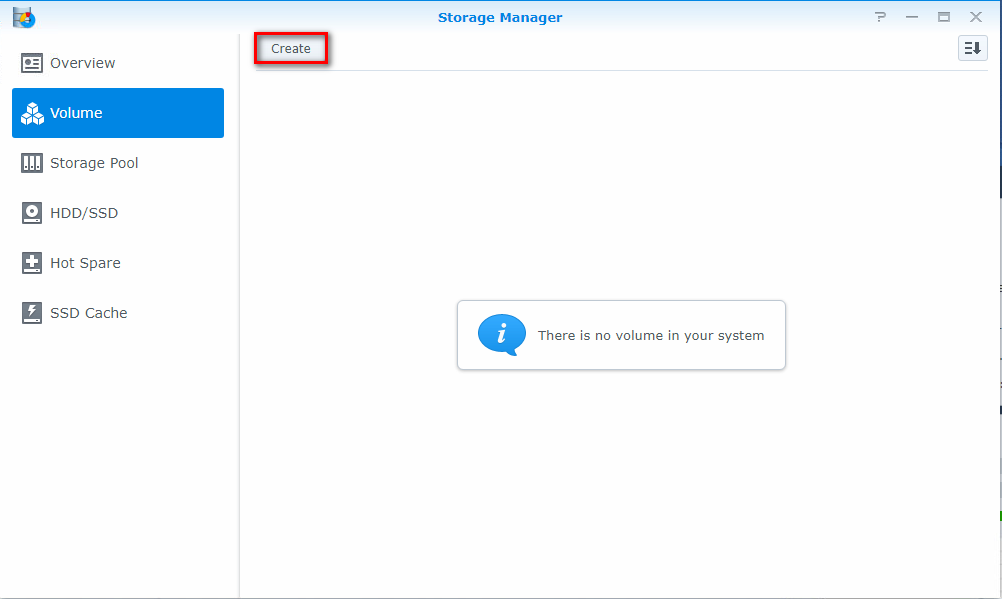 Storage Manager
Create
Overview
Volume
Storage Pool
HDD/SSD
Hot Spare
SSD Cache
There is no volume in your system